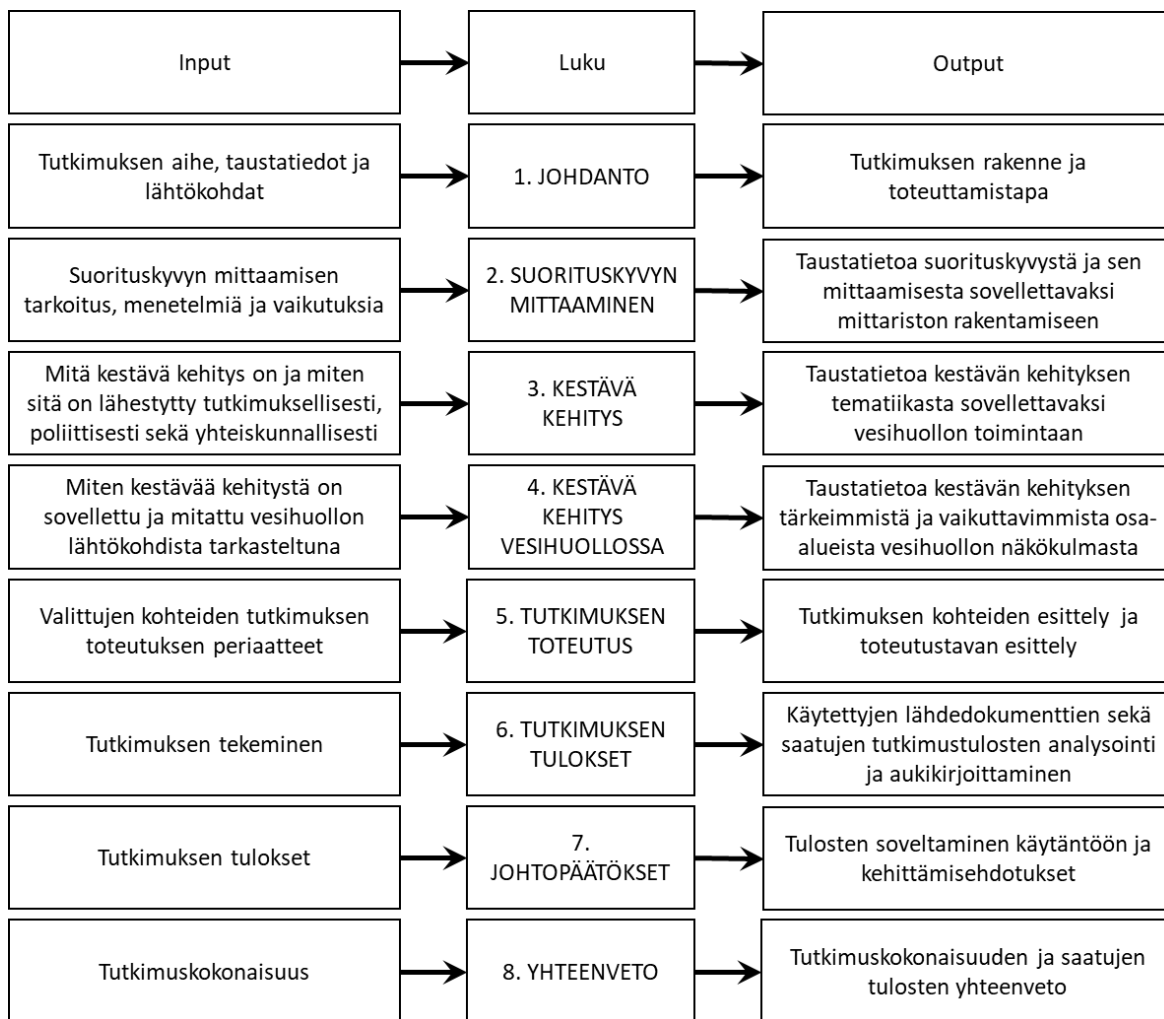 Input
Luku
Output
Tutkimuksen aihe, taustatiedot ja
lähtökohdat
1. JOHDANTO
Tutkimuksen rakenne ja
toteuttamistapa
Suorituskyvyn mittaamisen
tarkoitus, menetelmiä ja vaikutuksia
2. SUORITUSKYVYN
MITTAAMINEN
Taustatietoa suorituskyvystä ja sen
mittaamisesta sovellettavaksi
mittariston rakentamiseen
Mitä kestävä kehitys on ja miten
sitä on lähestytty tutkimuksellisesti,
poliittisesti sekä yhteiskunnallisesti
3. KESTÄVÄ
KEHITYS
Taustatietoa kestävän kehityksen
tematiikasta sovellettavaksi
vesihuollon toimintaan
Miten kestävää kehitystä on
sovellettu ja mitattu vesihuollon
lähtökohdista tarkasteltuna
4. KESTÄVÄ
KEHITYS
VESIHUOLLOSSA
Taustatietoa kestävän kehityksen
tärkeimmistä ja vaikuttavimmista osa-
alueista vesihuollon näkökulmasta
Valittujen kohteiden tutkimuksen
toteutuksen periaatteet
5. TUTKIMUKSEN
TOTEUTUS
Tutkimuksen kohteiden esittely ja
toteutustavan esittely
Tutkimuksen tekeminen
6. TUTKIMUKSEN
TULOKSET
Käytettyjen lähdedokumenttien sekä
saatujen tutkimustulosten analysointi
ja aukikirjoittaminen
Tutkimuksen tulokset
7.
JOHTOPÄÄTÖKSET
Tulosten soveltaminen käytäntöön ja
kehittämisehdotukset
Tutkimuskokonaisuus
8. YHTEENVETO
Tutkimuskokonaisuuden ja saatujen
tulosten yhteenveto